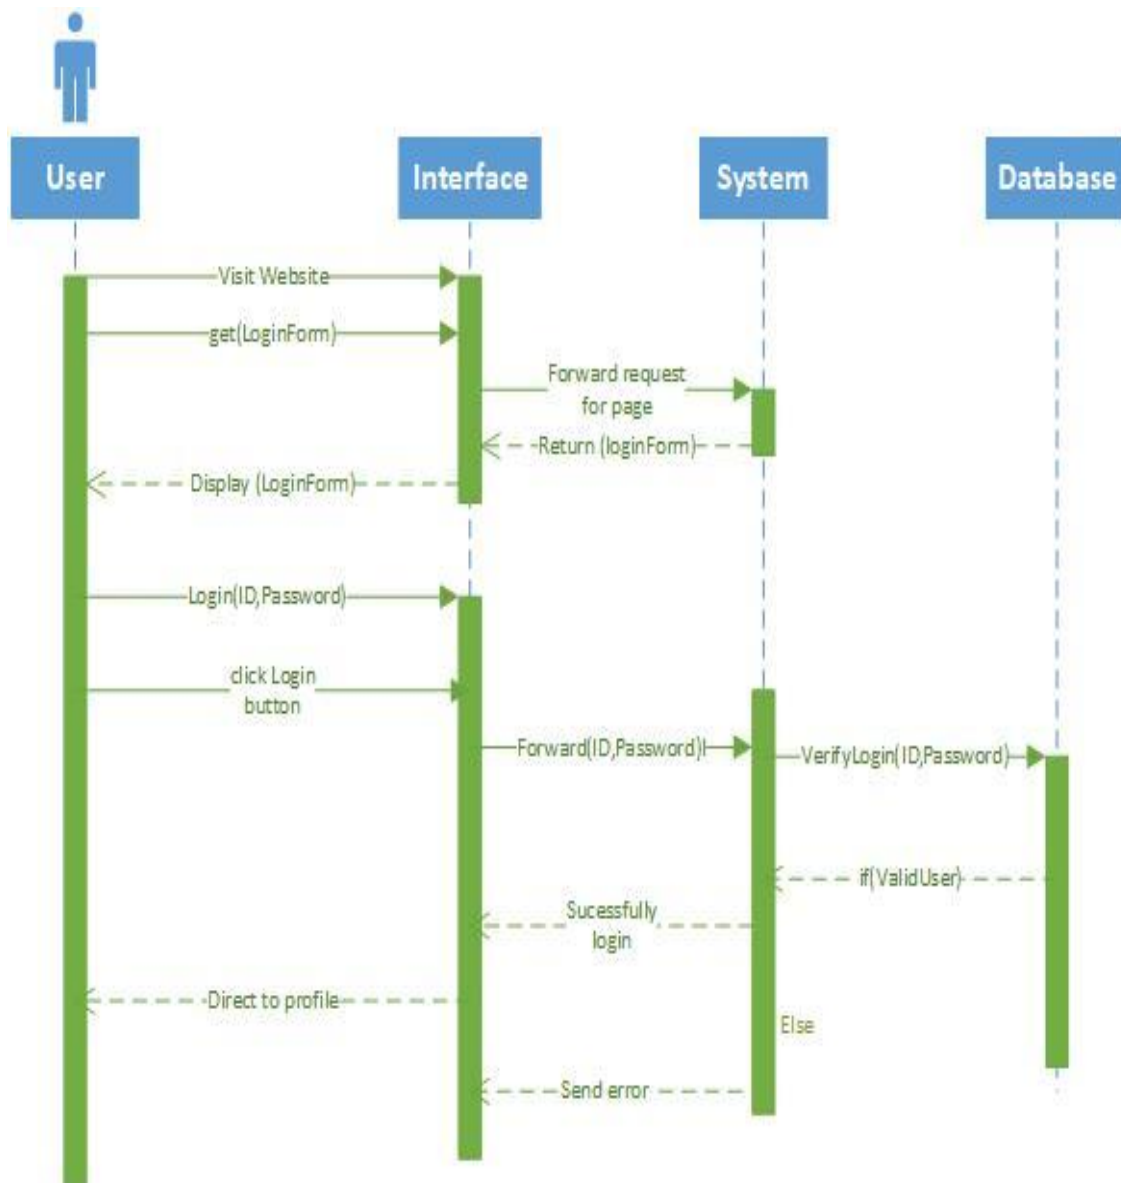 User
Interface
System
Database
Visit Website
get(LoginForm)
Forward request
for page
Return (loginForm)
Display (LoginForm)
Login(ID,Password)
click Login
button
Forward(ID,Password)l
VerifyLogin(ID,Password)
if(ValidUser)
Sucessfully
login
Direct to profile
Else
Send error